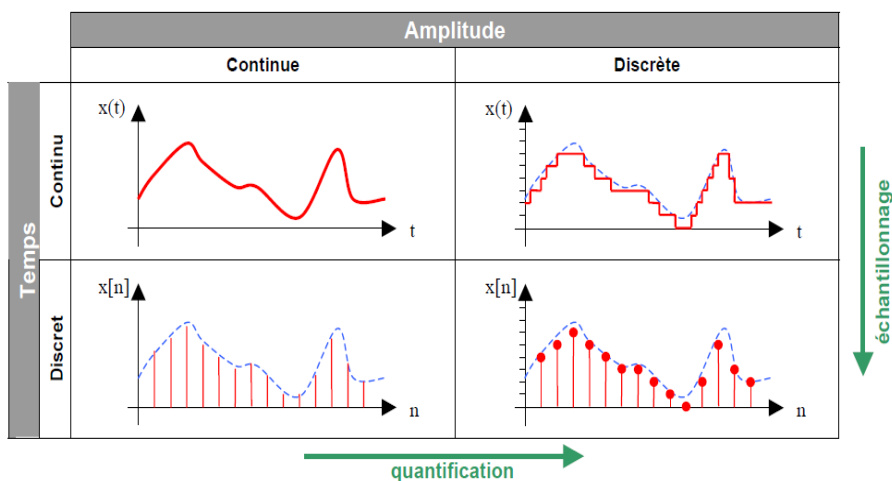 Amplitude
Continue
Discrète
Temps
Continu
x(t)
t
x(t)
t
échantillonnage
Discret
x[n]
n
x[n]
n
quantification